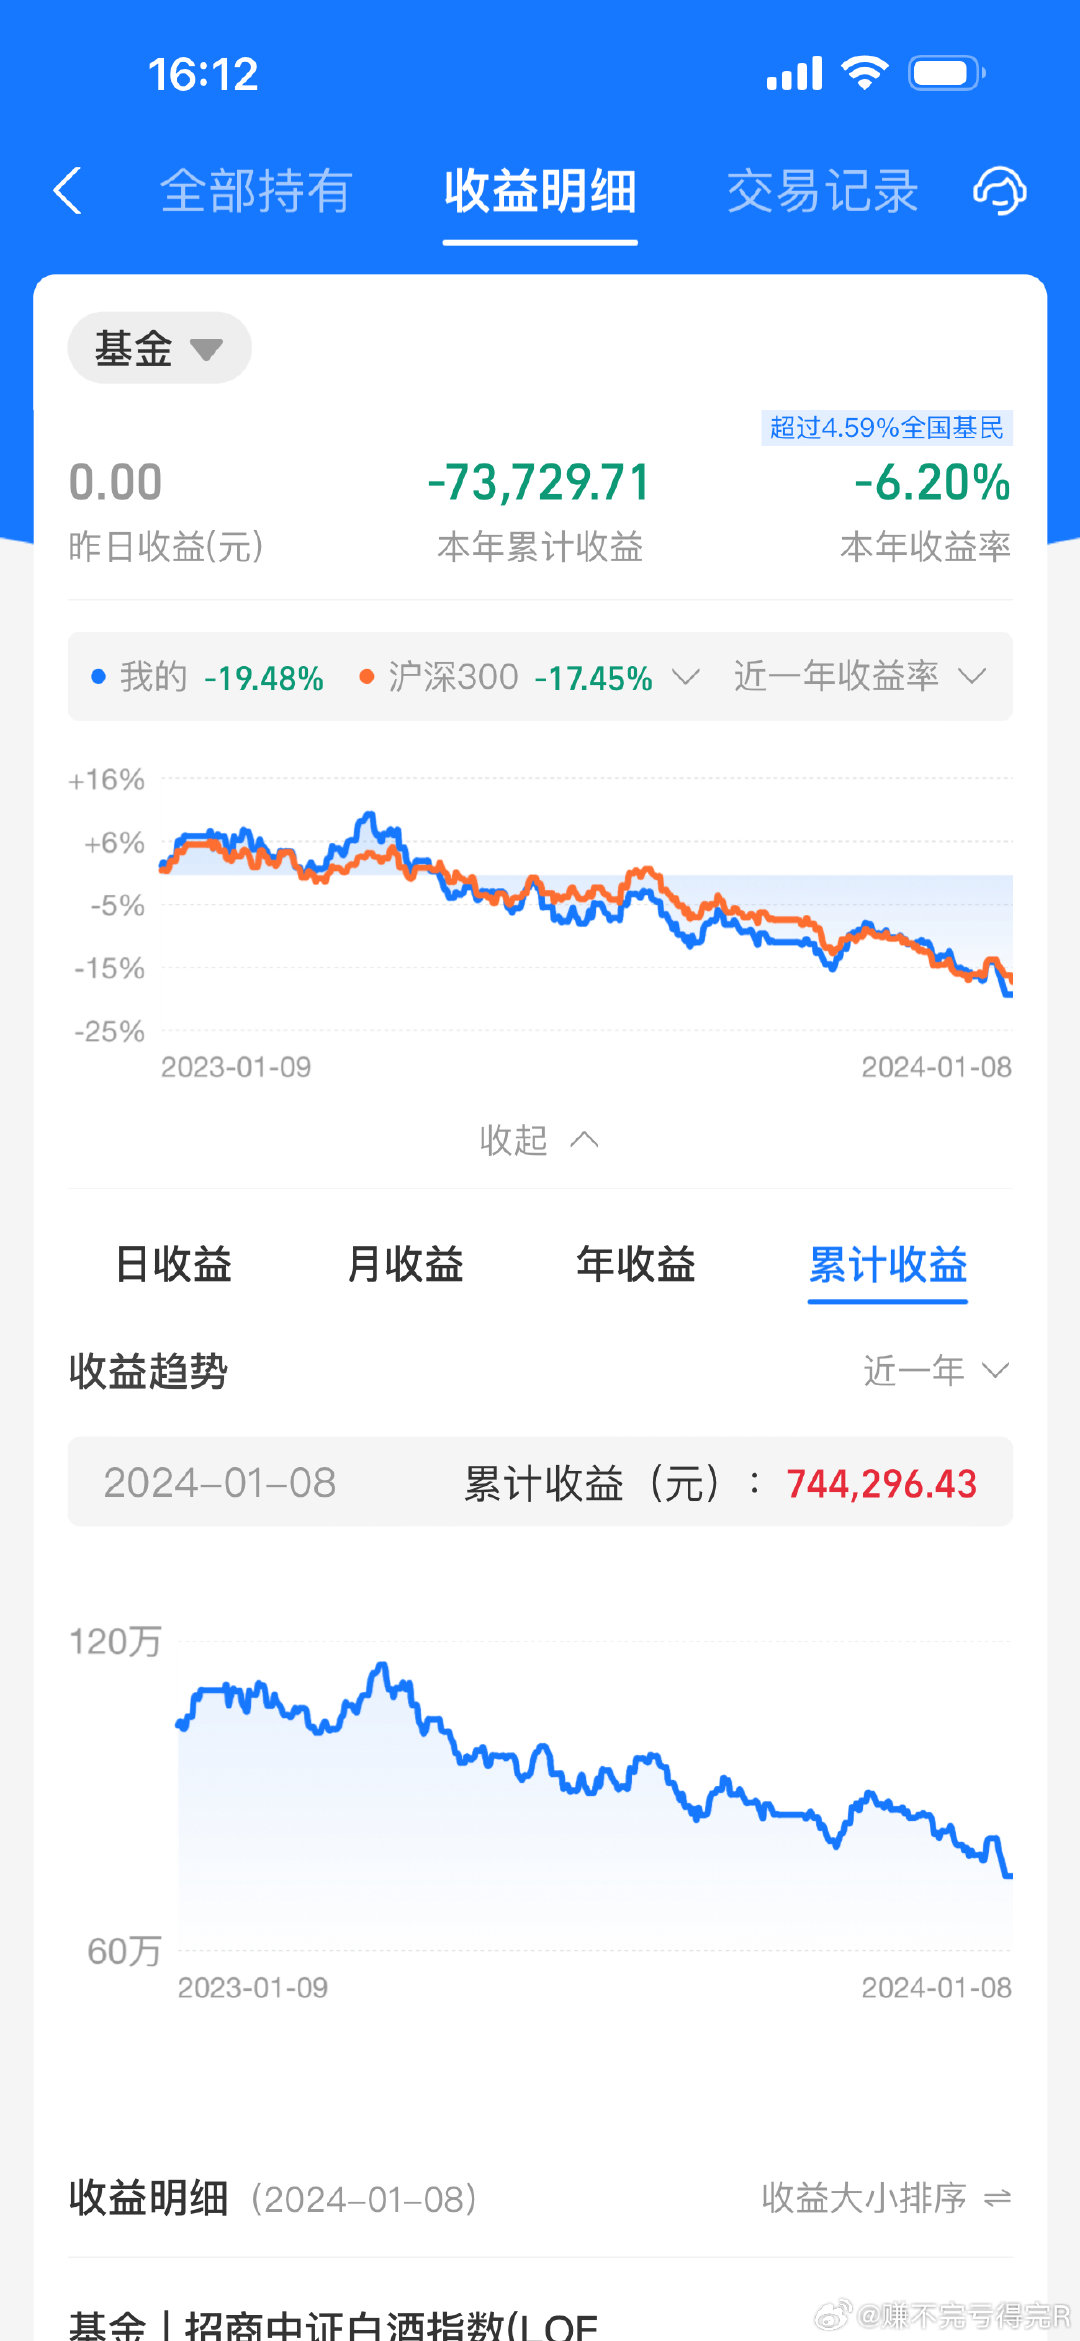 16:12
全部持有 收益明细 交易记录
基金
超过4.59%全国基民
0.00 -73,729.71 -6.20%
昨日收益(元) 本年累计收益 本年收益率
我的 -19.48% 沪深300 -17.45% 近一年收益率
+16%
+6%
-5%
-15%
-25%
2023-01-09 2024-01-08
收起
日收益 月收益 年收益 累计收益
收益趋势 近一年
2024-01-08 累计收益（元）：744,296.43
120万
60万
2023-01-09 2024-01-08
收益明细 (2024-01-08) 收益大小排序
基金 | 招商中证白酒指数(LOF
@赚不完亏得完R